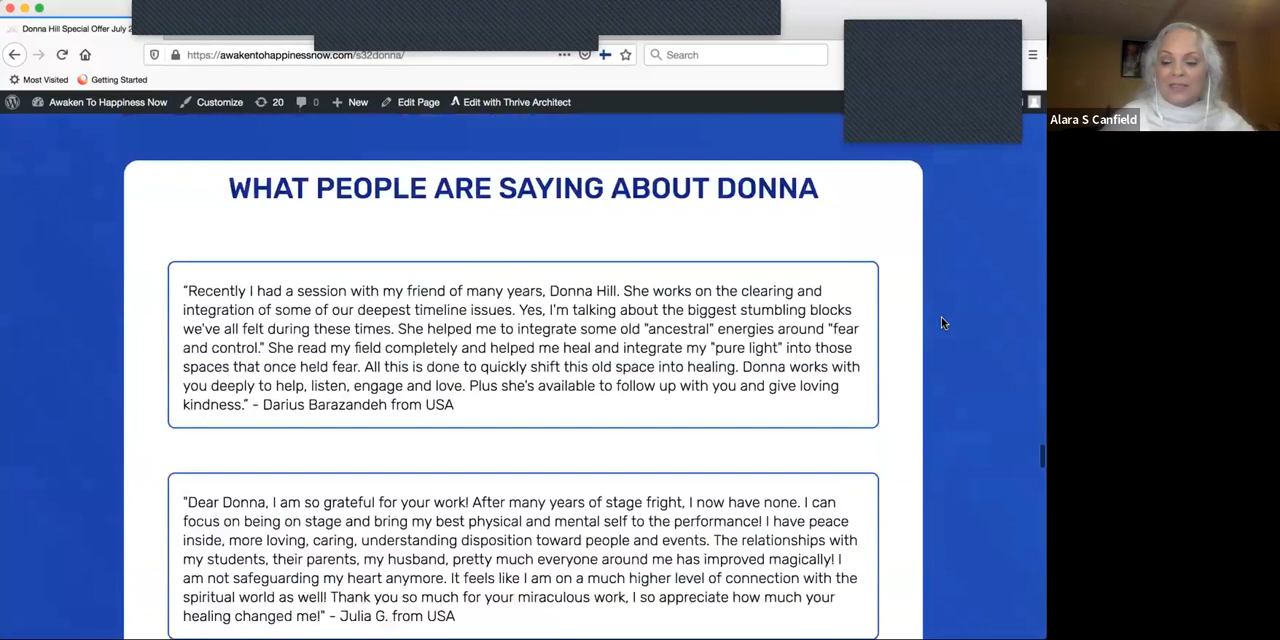 Donna Hill Special Offer July 2
https://awakentohappinessnow.com/s32donna/
Search
Most Visited
Getting Started
Awaken To Happiness Now
Customize
20
0
New
Edit Page
Edit with Thrive Architect
Alara S Canfield
WHAT PEOPLE ARE SAYING ABOUT DONNA
“Recently I had a session with my friend of many years, Donna Hill. She works on the clearing and
integration of some of our deepest timeline issues. Yes, I'm talking about the biggest stumbling blocks
we've all felt during these times. She helped me to integrate some old "ancestral" energies around "fear
and control." She read my field completely and helped me heal and integrate my "pure light" into those
spaces that once held fear. All this is done to quickly shift this old space into healing. Donna works with
you deeply to help, listen, engage and love. Plus she's available to follow up with you and give loving
kindness.” - Darius Barazandeh from USA
"Dear Donna, I am so grateful for your work! After many years of stage fright, I now have none. I can
focus on being on stage and bring my best physical and mental self to the performance! I have peace
inside, more loving, caring, understanding disposition toward people and events. The relationships with
my students, their parents, my husband, pretty much everyone around me has improved magically! I
am not safeguarding my heart anymore. It feels like I am on a much higher level of connection with the
spiritual world as well! Thank you so much for your miraculous work, I so appreciate how much your
healing changed me!" - Julia G. from USA